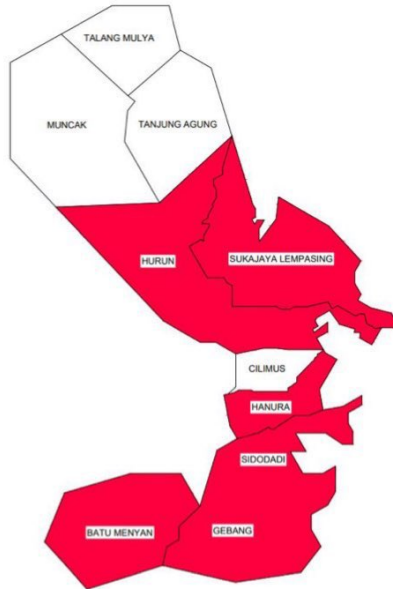 TALANG MULYA
MUNCAK
TANJUNG AGUNG
HURUN
SUKAJAYA LEMPASING
CILIMUS
HANURA
SIDODADI
BATU MENYAN
GEBANG